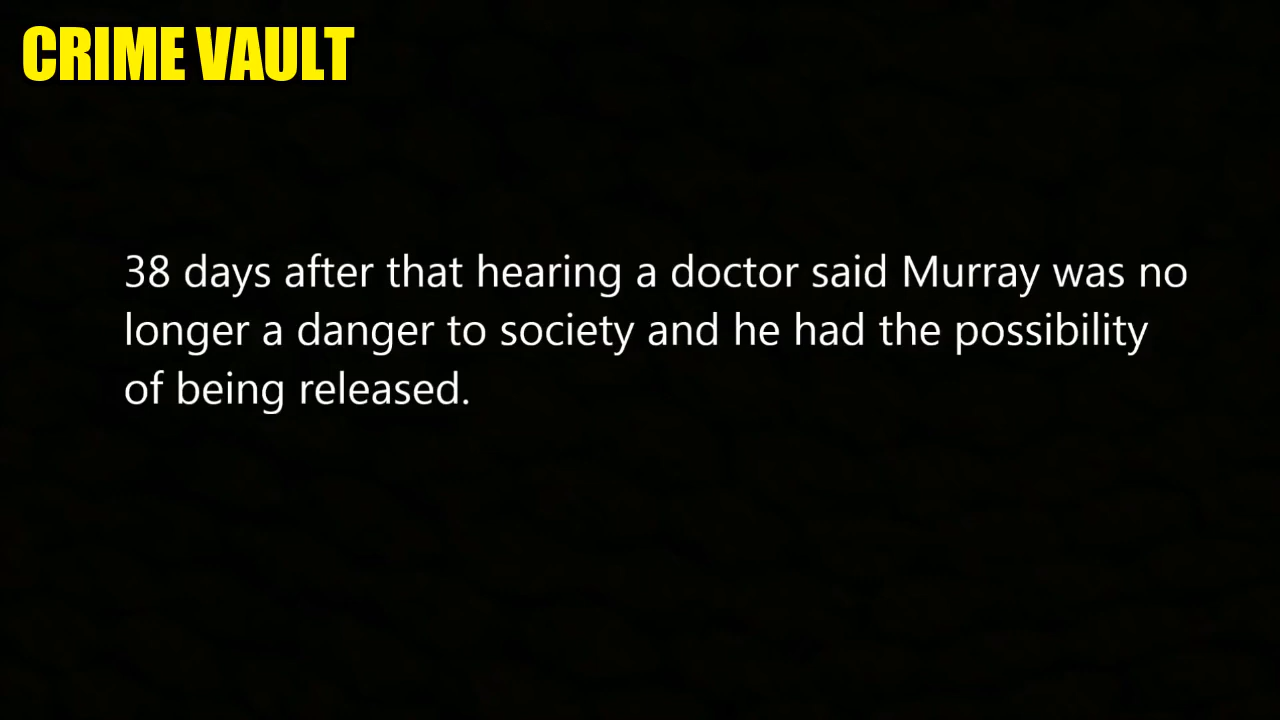 CRIME VAULT
38 days after that hearing a doctor said Murray was no
longer a danger to society and he had the possibility
of being released.